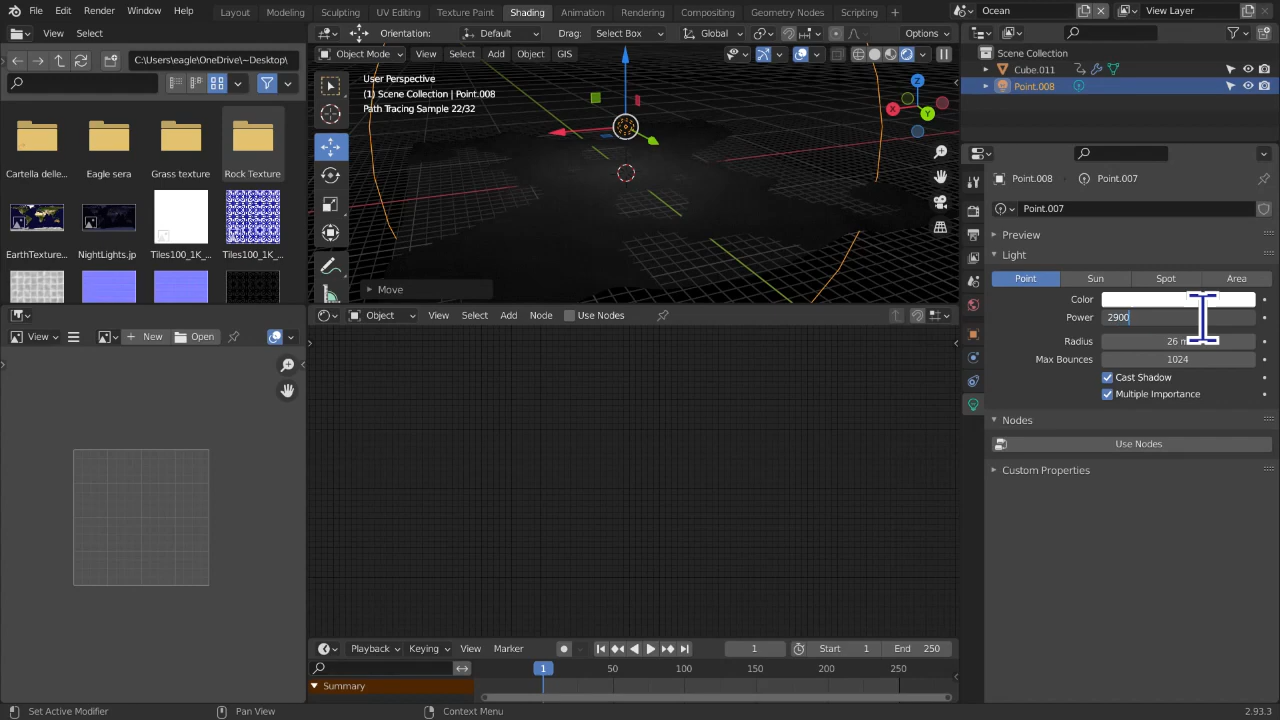 File Edit Render Window Help Layout Modeling Sculpting UV Editing Texture Paint Shading Animation Rendering Compositing Geometry Nodes Scripting + Ocean View Layer
View Select Orientation: Default Drag: Select Box Global Options
C:\Users\eagle\OneDrive\~Desktop\ Object Mode View Select Add Object GIS
User Perspective
(1) Scene Collection | Point.008
Path Tracing Sample 22/32
Z
X
Y
Move
Cartella delle... Eagle sera Grass texture Rock Texture
EarthTexture... NightLights.jp Tiles100_1K_... Tiles100_1K_...
View New Open
Object View Select Add Node Use Nodes
Playback Keying View Marker 1 Start 1 End 250
1 50 100 150 200 250
Summary
Scene Collection
Cube.011
Point.008
Point.008 Point.007
Point.007
Preview
Light
Point Sun Spot Area
Color
Power 2900
Radius 26 m
Max Bounces 1024
Cast Shadow
Multiple Importance
Nodes
Use Nodes
Custom Properties
Set Active Modifier Pan View Context Menu 2.93.3